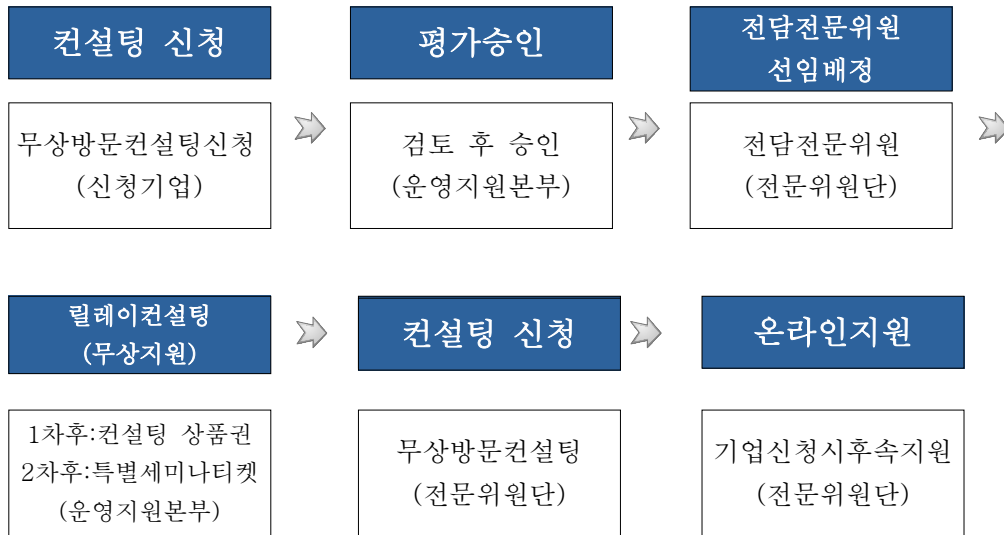 컨설팅 신청
무상방문컨설팅신청
(신청기업)
평가승인
검토 후 승인
(운영지원본부)
전담전문위원
선임배정
전담전문위원
(전문위원단)
릴레이컨설팅
(무상지원)
1차후:컨설팅 상품권
2차후:특별세미나티켓
(운영지원본부)
컨설팅 신청
무상방문컨설팅
(전문위원단)
온라인지원
기업신청시후속지원
(전문위원단)